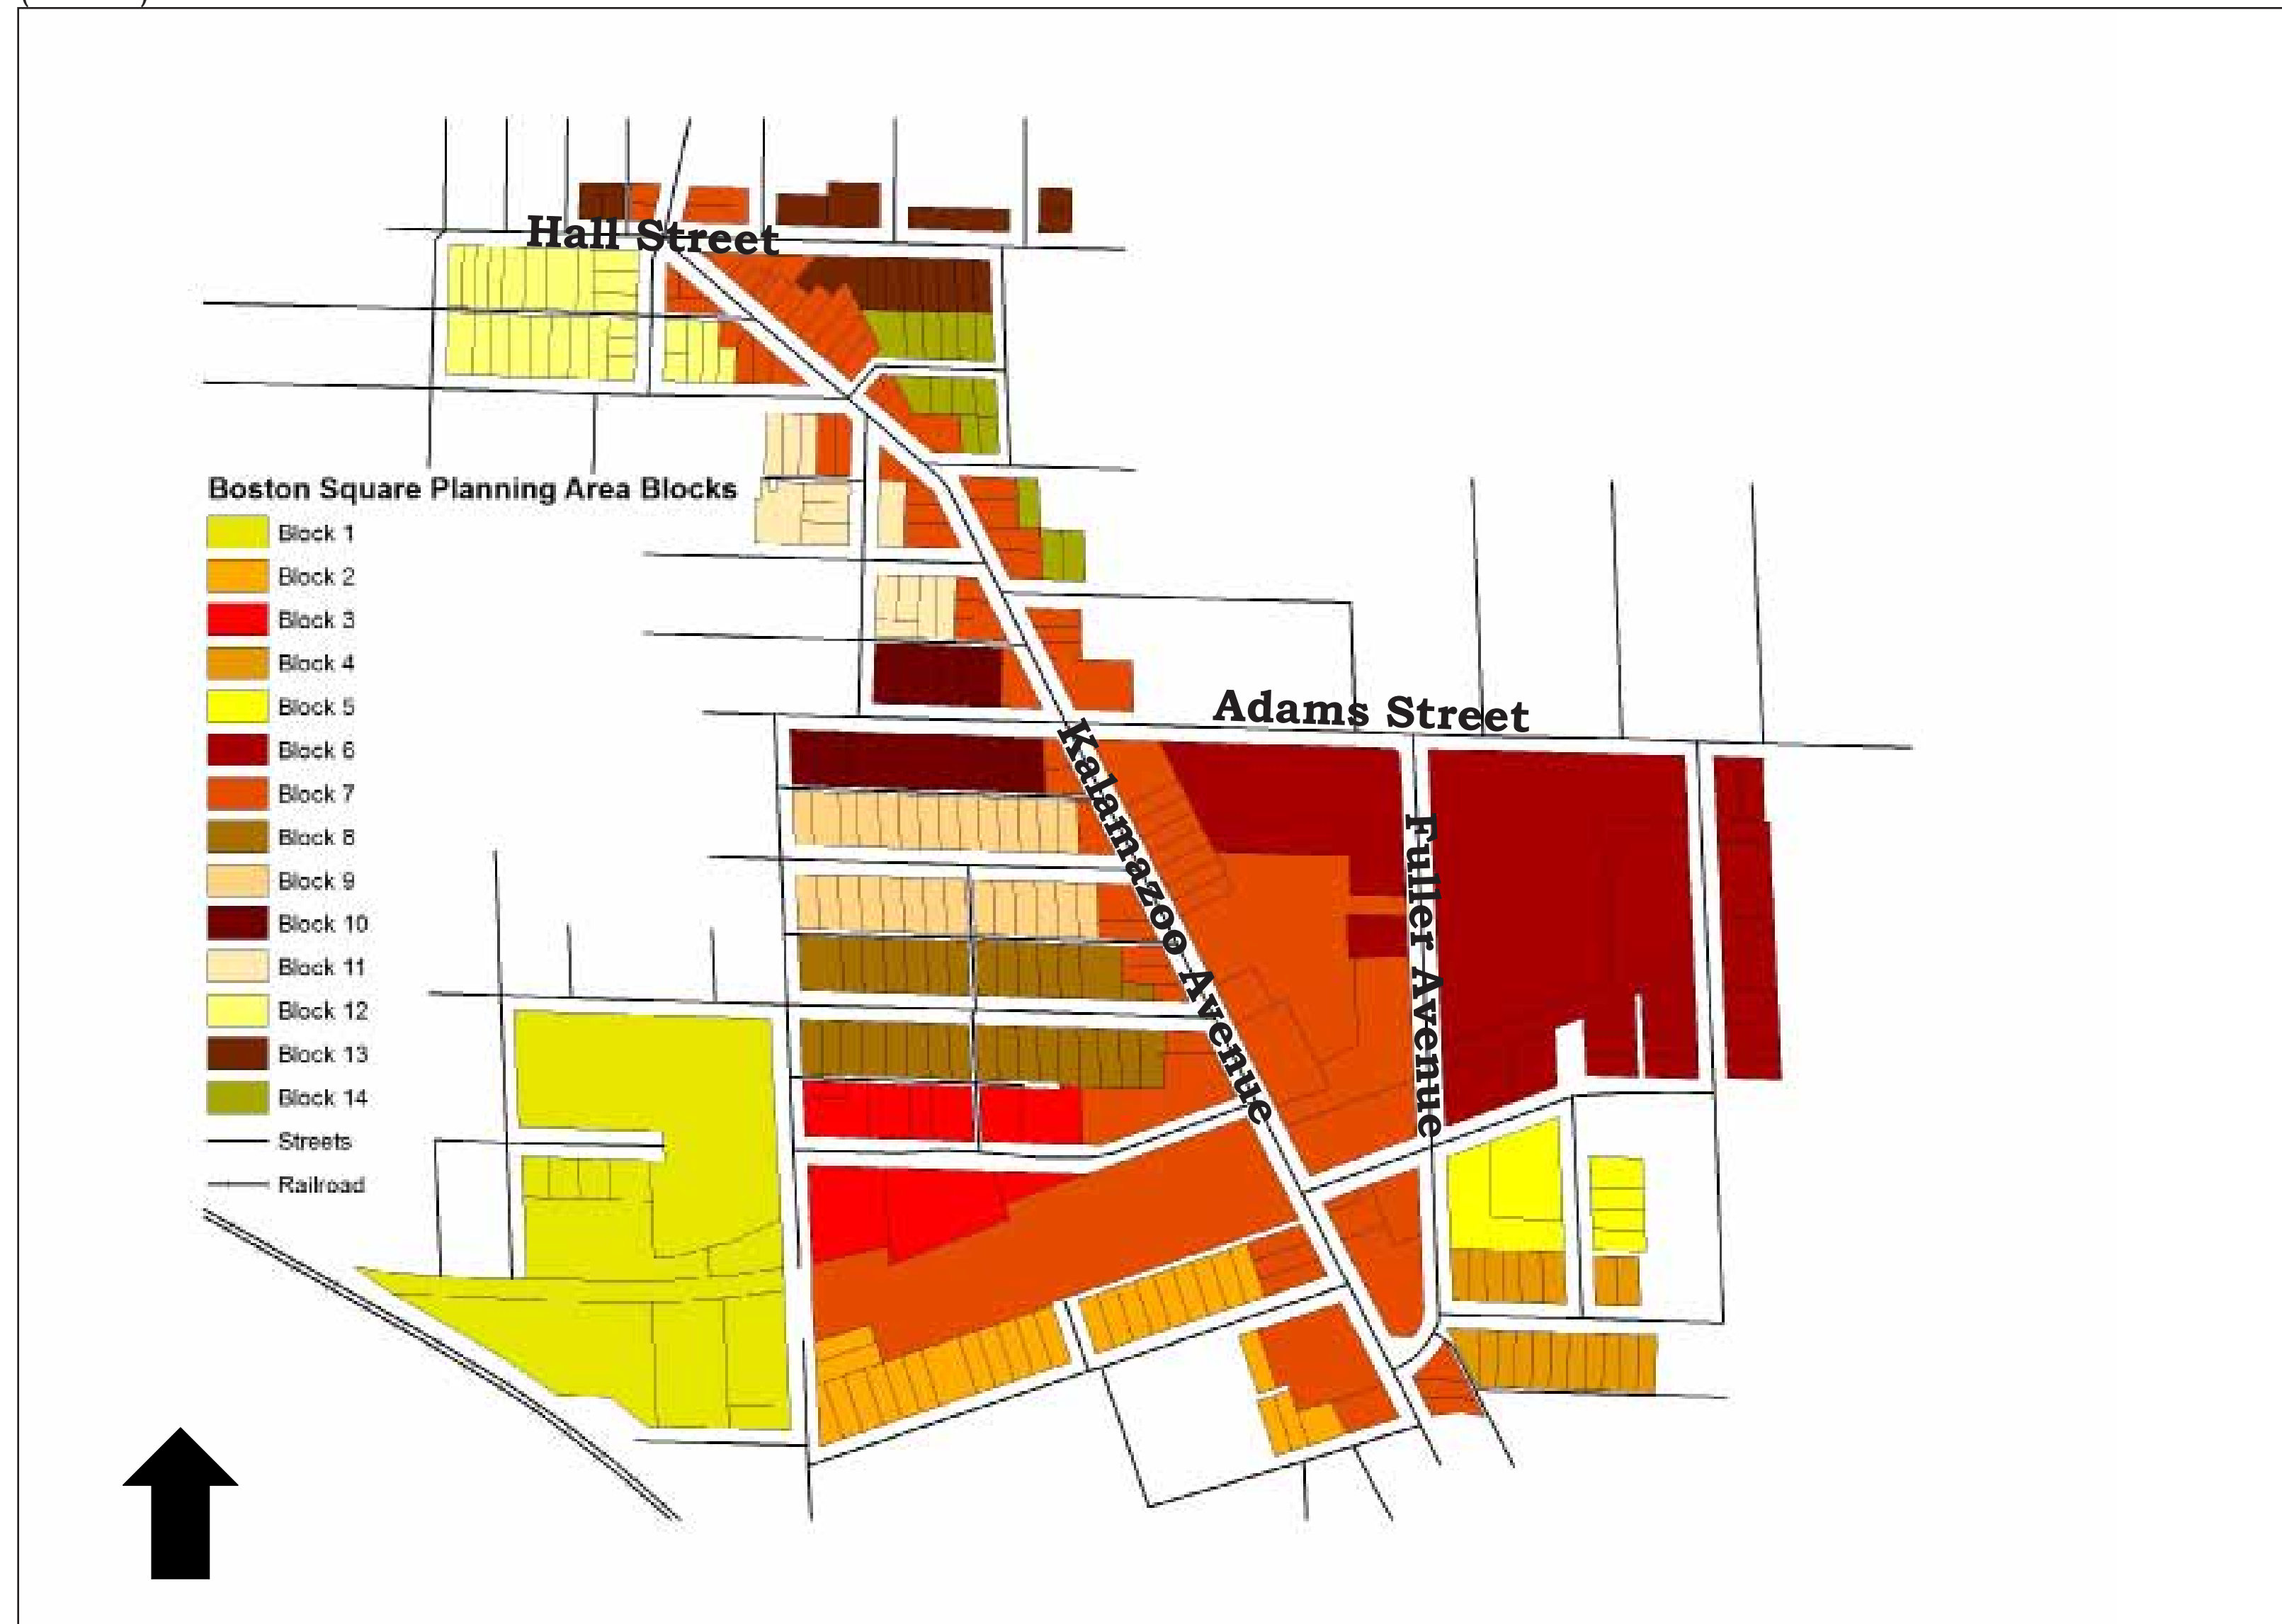 Hall Street
Boston Square Planning Area Blocks
Block 1
Block 2
Block 3
Block 4
Block 5
Block 6
Block 7
Block 8
Block 9
Block 10
Block 11
Block 12
Block 13
Block 14
Streets
Railroad
Adams Street
Kalamazoo Avenue
Fuller Avenue